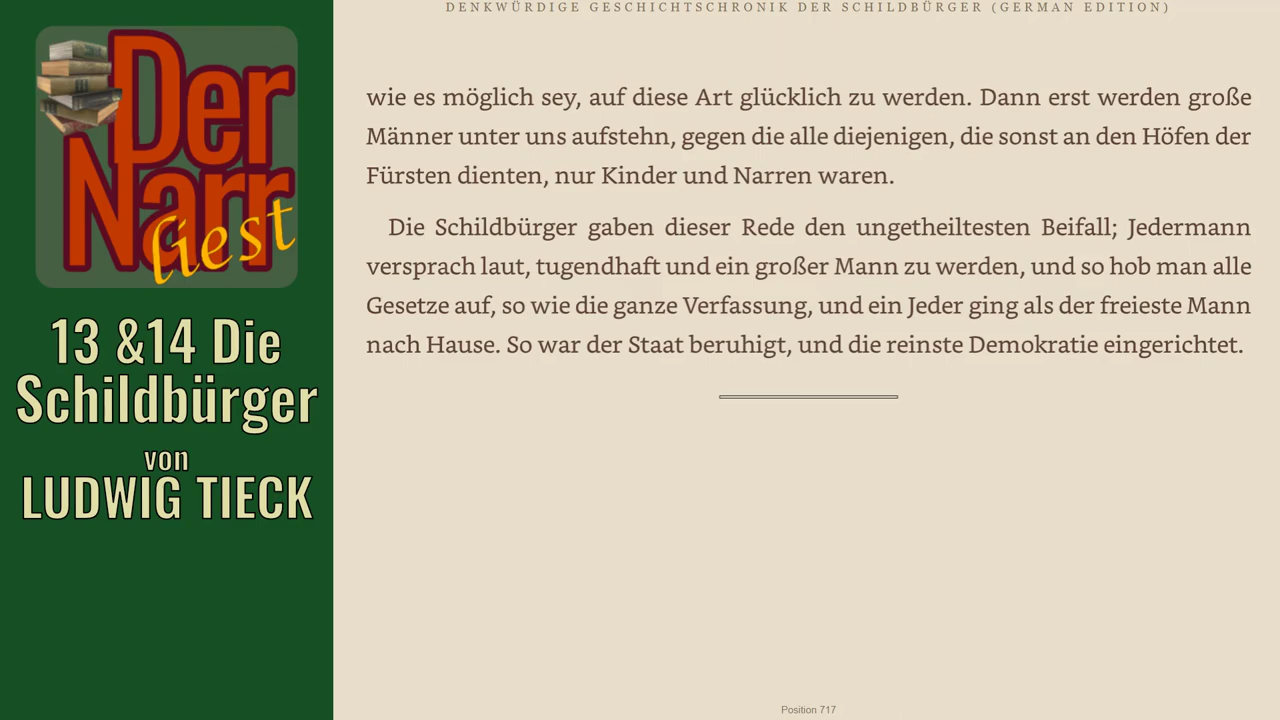 Der
Narr
liest
13 &14 Die
Schildbürger
von
LUDWIG TIECK
DENKWÜRDIGE GESCHICHTSCHRONIK DER SCHILDBÜRGER (GERMAN EDITION)
wie es möglich sey, auf diese Art glücklich zu werden. Dann erst werden große
Männer unter uns aufstehn, gegen die alle diejenigen, die sonst an den Höfen der
Fürsten dienten, nur Kinder und Narren waren.
Die Schildbürger gaben dieser Rede den ungetheiltesten Beifall; Jedermann
versprach laut, tugendhaft und ein großer Mann zu werden, und so hob man alle
Gesetze auf, so wie die ganze Verfassung, und ein Jeder ging als der freieste Mann
nach Hause. So war der Staat beruhigt, und die reinste Demokratie eingerichtet.
Position 717